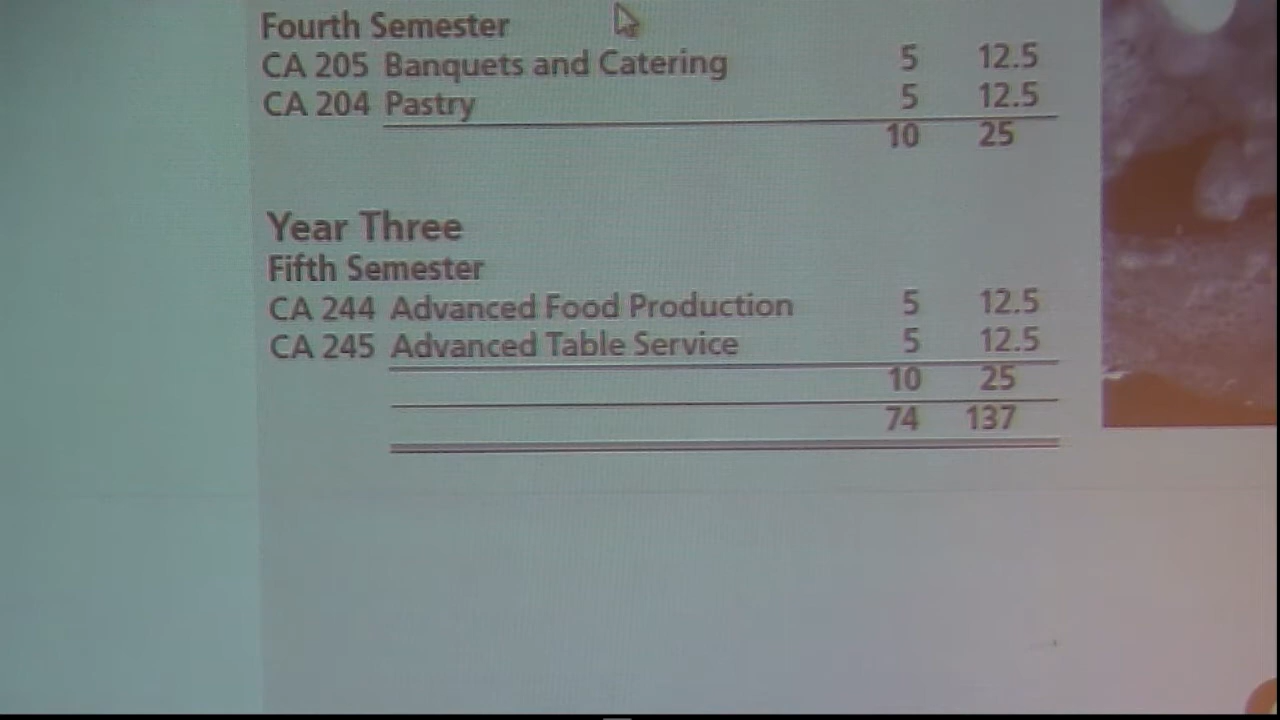 Fourth Semester
CA 205 Banquets and Catering 5 12.5
CA 204 Pastry 5 12.5
10 25
Year Three
Fifth Semester
CA 244 Advanced Food Production 5 12.5
CA 245 Advanced Table Service 5 12.5
10 25
74 137